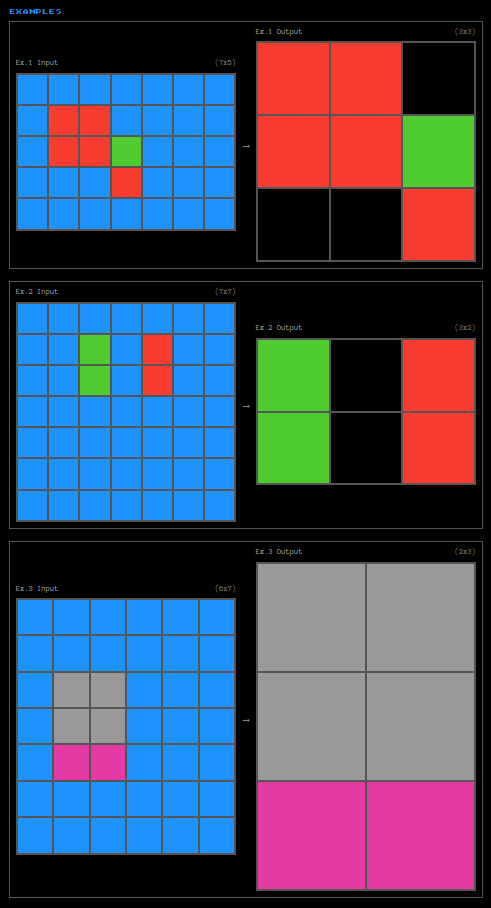 EXAMPLES
Ex.1 Input (7x5)
Ex.1 Output (3x3)
→
Ex.2 Input (7x7)
Ex.2 Output (3x2)
→
Ex.3 Input (6x7)
Ex.3 Output (2x3)
→